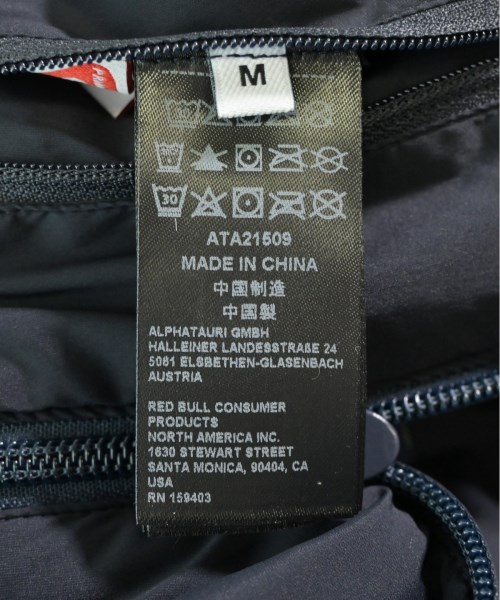 M
30
ATA21509
MADE IN CHINA
中国制造
中國製
ALPHATAURI GMBH
HALLEINER LANDESSTRAßE 24
5061 ELSBETHEN-GLASENBACH
AUSTRIA
RED BULL CONSUMER
PRODUCTS
NORTH AMERICA INC.
1630 STEWART STREET
SANTA MONICA, 90404, CA
USA
RN 159403